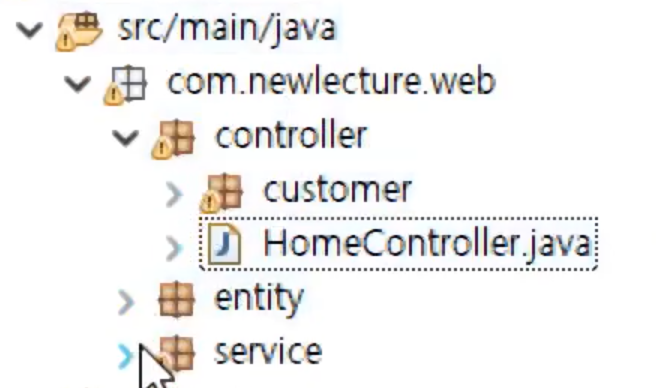 src/main/java
com.newlecture.web
controller
customer
HomeController.java
entity
service